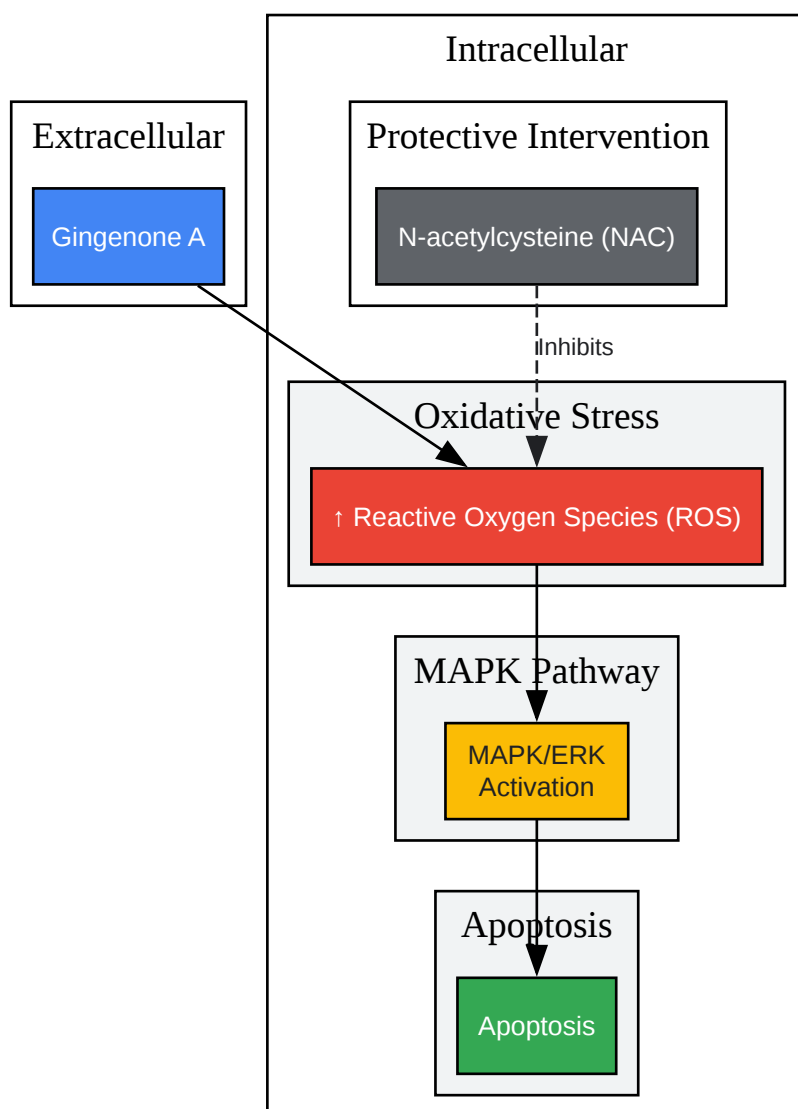 Intracellular
Extracellular
Protective Intervention
Gingenone A
N-acetylcysteine (NAC)
Inhibits
Oxidative Stress
↑ Reactive Oxygen Species (ROS)
MAPK Pathway
MAPK/ERK
Activation
Apoptosis
Apoptosis